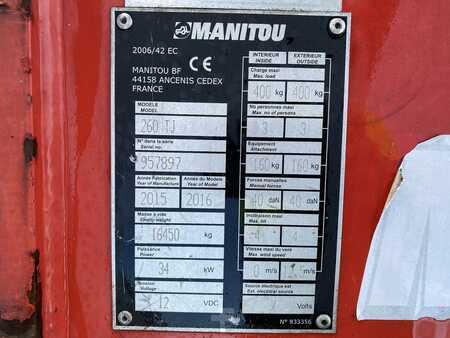 MANITOU
2006/42 EC
CE
MANITOU BF
44158 ANCENIS CEDEX
FRANCE
MODELE
MODEL
260 TJ
N° dans la série
Serial no.
957897
Année Fabrication
Year of Manufacture
Année du Model
Year of Model
2015 2016
Masse à vide
Empty weight
16450 kg
Puissance
Power
34 kW
Tension
Voltage
12 VDC
INTERIEUR
INSIDE
EXTERIEUR
OUTSIDE
Charge maxi
Max. load
400 kg 400 kg
Nb personnes maxi
Max. no of persons
3 3
Equipement
Attachment
160 kg 160 kg
Forces manuelles
Manual forces
40 daN 40 daN
Inclinaison maxi
Max. tilt
4 4
Vitesse maxi du vent
Max. wind speed
0 m/s m/s
Source électrique ext
Ext. electrical source
Volts
N° 833356